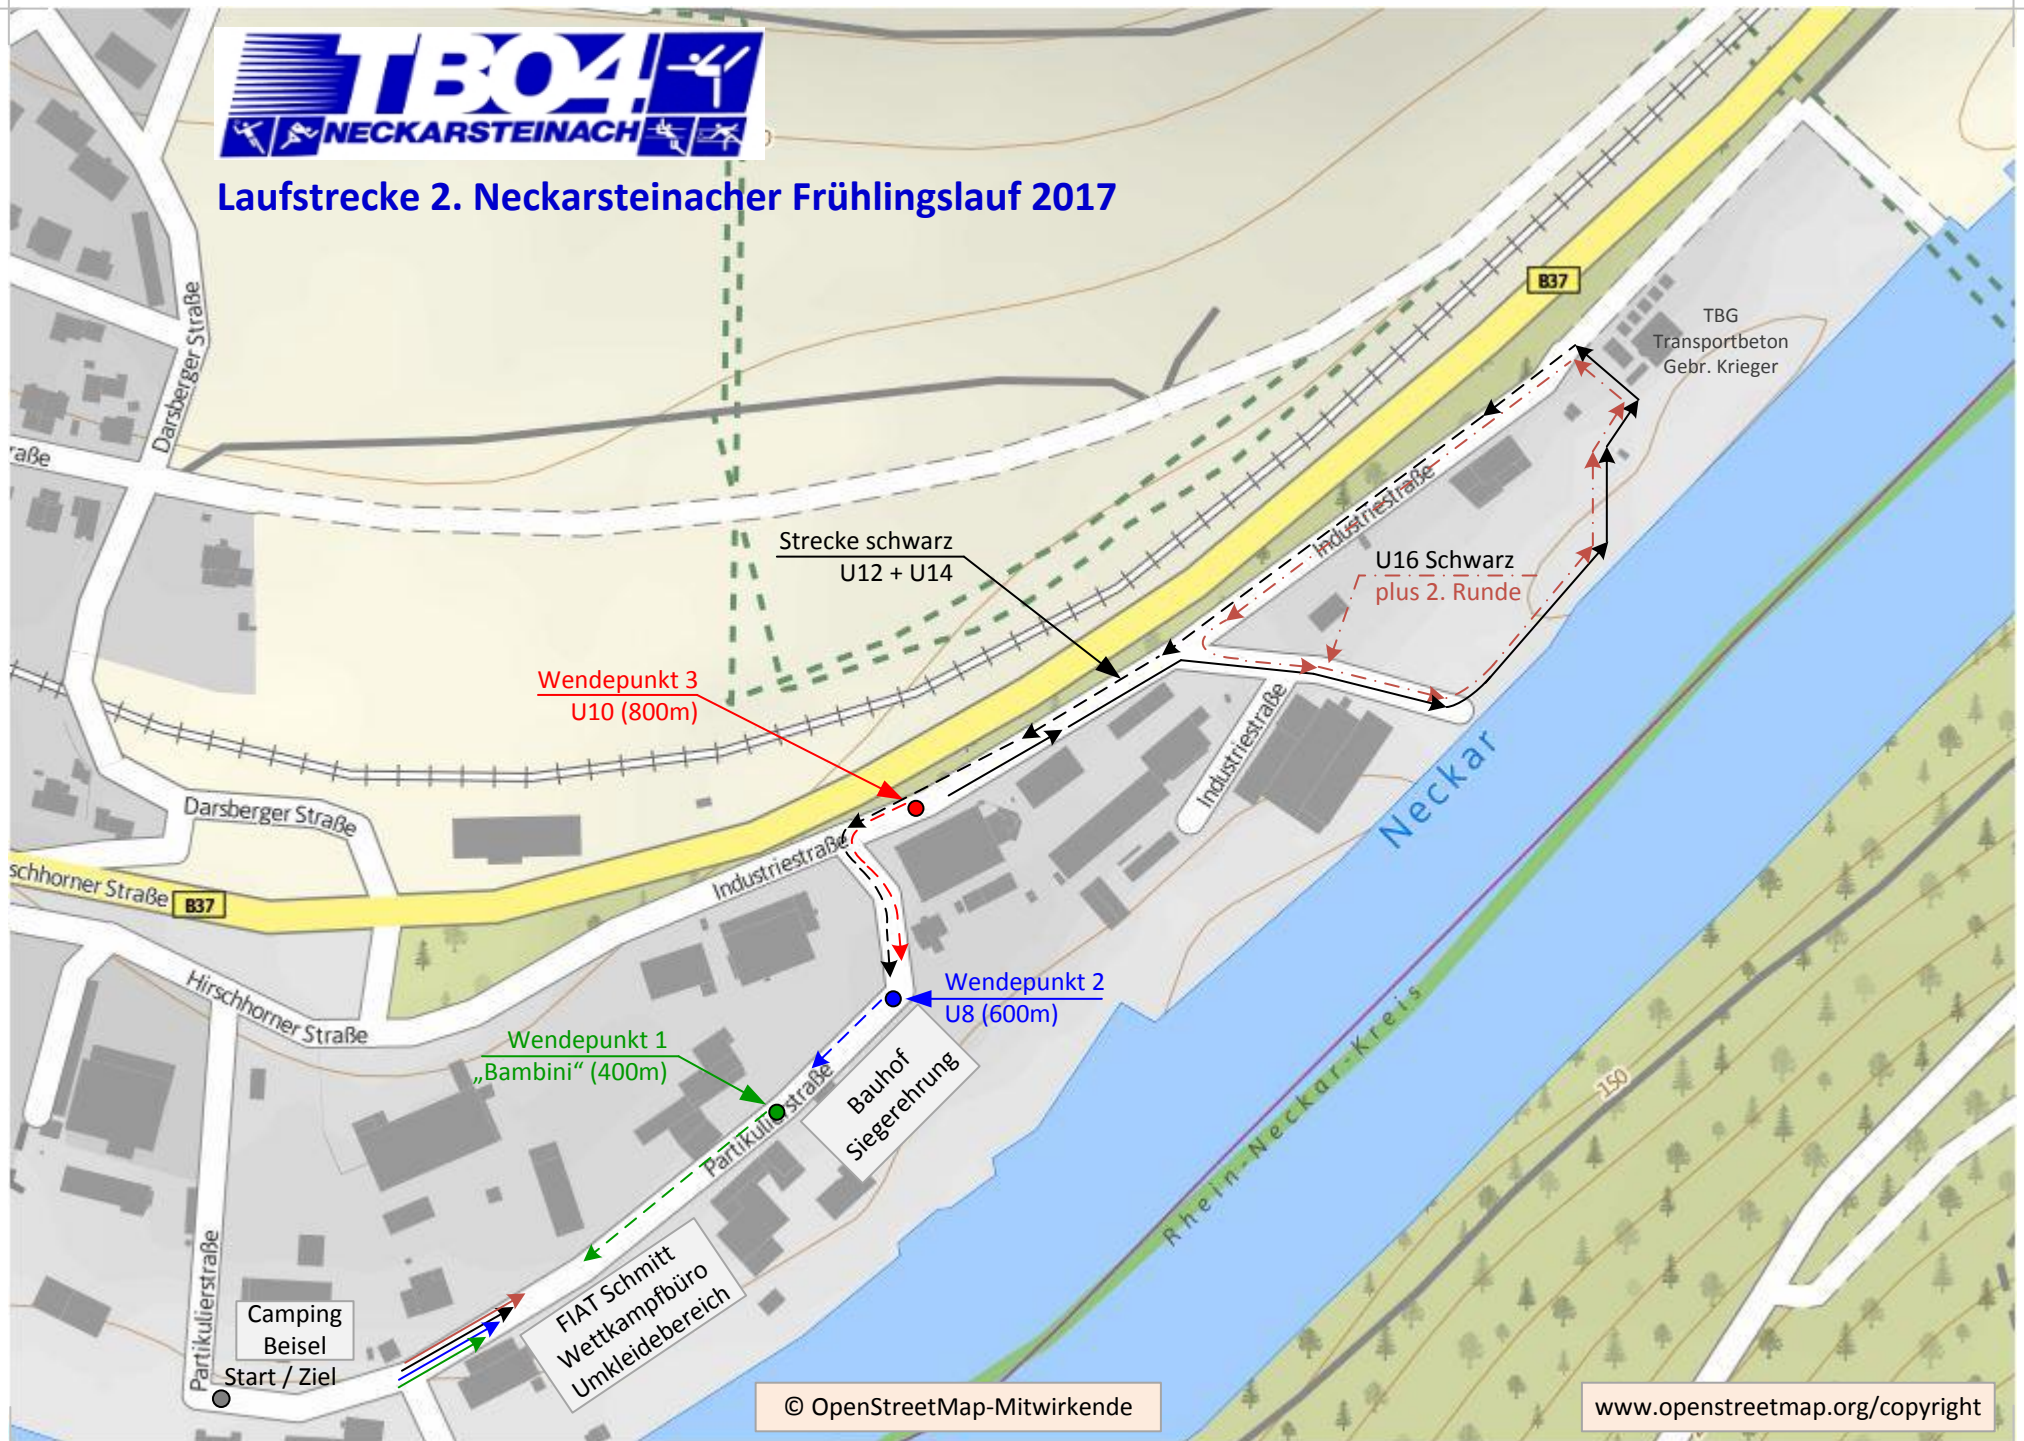 TBO4!
NECKARSTEINACH
Laufstrecke 2. Neckarsteinacher Frühlingslauf 2017
B37
TBG
Transportbeton
Gebr. Krieger
Darsberger Straße
raße
Industriestraße
Strecke schwarz
U12 + U14
U16 Schwarz
plus 2. Runde
Wendepunkt 3
U10 (800m)
Industriestraße
Neckar
Darsberger Straße
Industriestraße
schhorner Straße
B37
Wendepunkt 2
U8 (600m)
Hirschhorner Straße
Wendepunkt 1
„Bambini“ (400m)
Bauhof
Siegerehrung
Partikulierstraße
Rhein-Neckar-Kreis
150
Partikulierstraße
FIAT Schmitt
Wettkampfbüro
Umkleidebereich
Camping
Beisel
Start / Ziel
© OpenStreetMap-Mitwirkende
www.openstreetmap.org/copyright